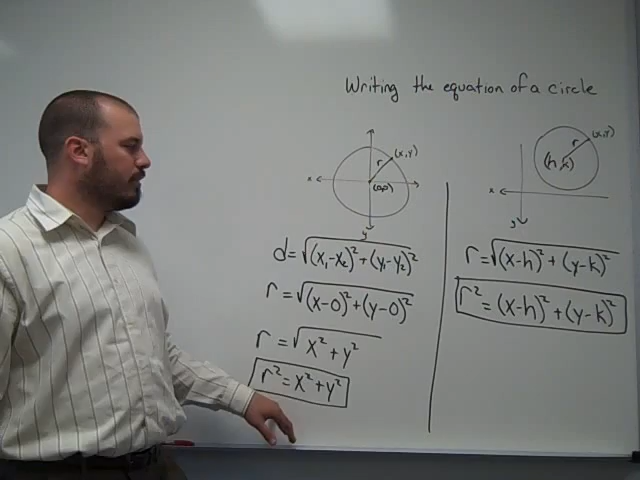 Writing the equation of a circle
r (x,y)
(0,0)
x
y
d=√(x₁-x₂)²+(y₁-y₂)²
r=√(x-0)²+(y-0)²
r=√x²+y²
r²=x²+y²
r (x,y)
(h,k)
x
y
r=√(x-h)²+(y-k)²
r²=(x-h)²+(y-k)²